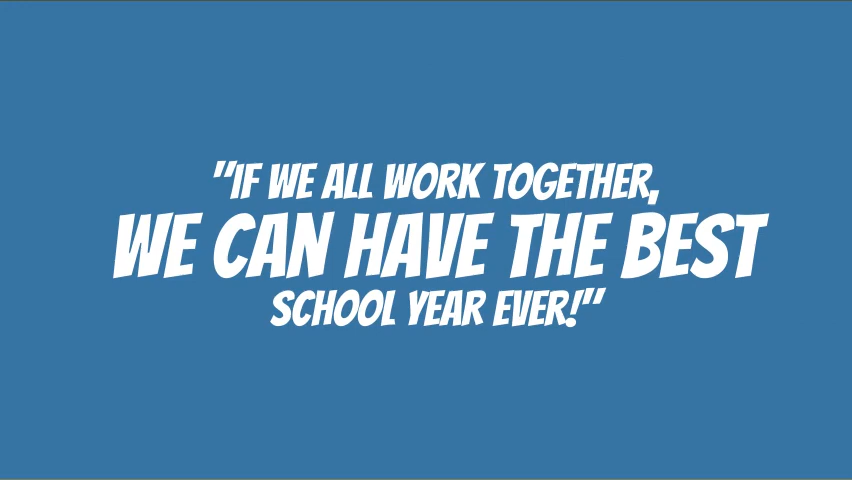 "IF WE ALL WORK TOGETHER,
WE CAN HAVE THE BEST
SCHOOL YEAR EVER!"